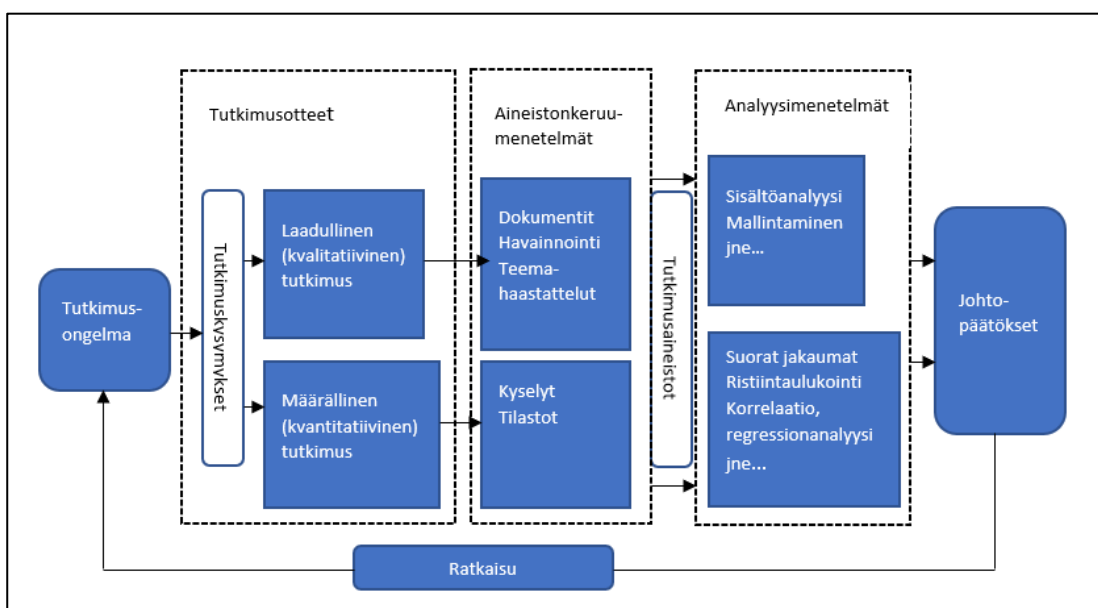 Tutkimusotteet
Aineistonkeruu-
menetelmät
Analyysimenetelmät
Tutkimus-
ongelma
Tutkimuskysymykset
Laadullinen
(kvalitatiivinen)
tutkimus
Määrällinen
(kvantitatiivinen)
tutkimus
Dokumentit
Havainnointi
Teema-
haastattelut
Kyselyt
Tilastot
Tutkimusaineistot
Sisältöanalyysi
Mallintaminen
jne…
Suorat jakaumat
Ristiintaulukointi
Korrelaatio,
regressionanalyysi
jne…
Johto-
päätökset
Ratkaisu